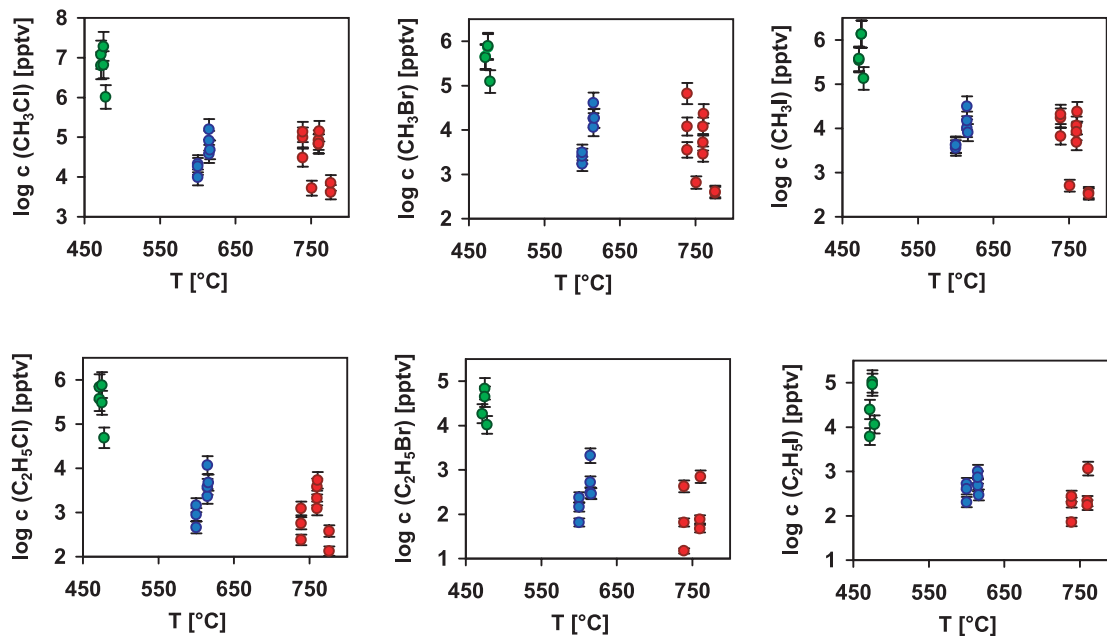 log c (CH₃Cl) [pptv]
8
7
6
5
4
3
450 550 650 750
T [°C]
log c (CH₃Br) [pptv]
6
5
4
3
2
450 550 650 750
T [°C]
log c (CH₃I) [pptv]
6
5
4
3
2
450 550 650 750
T [°C]
log c (C₂H₅Cl) [pptv]
6
5
4
3
2
450 550 650 750
T [°C]
log c (C₂H₅Br) [pptv]
5
4
3
2
1
450 550 650 750
T [°C]
log c (C₂H₅I) [pptv]
5
4
3
2
1
450 550 650 750
T [°C]